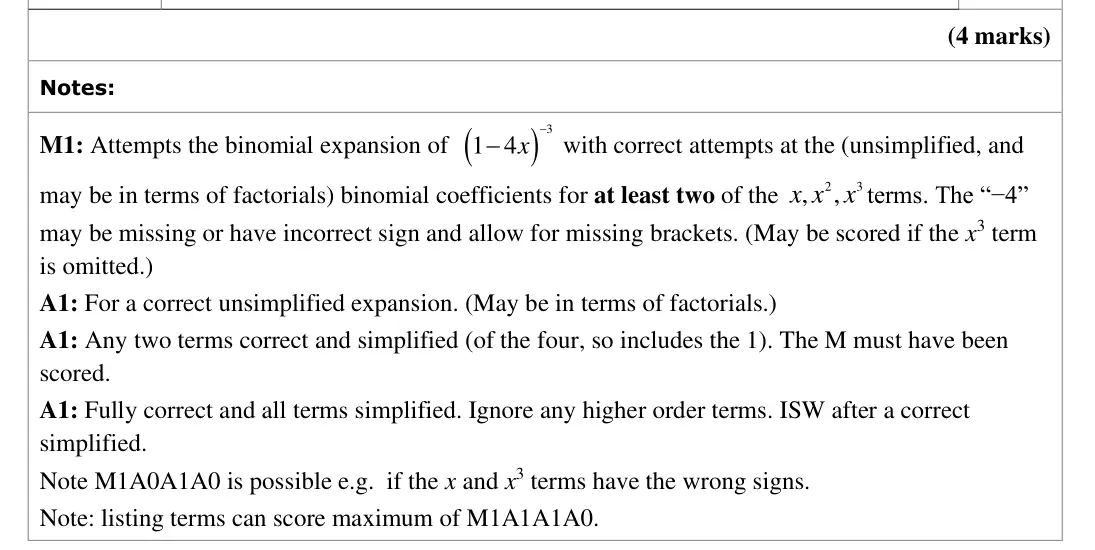 (4 marks)
Notes:
M1: Attempts the binomial expansion of (1−4x)⁻³ with correct attempts at the (unsimplified, and
may be in terms of factorials) binomial coefficients for at least two of the x, x², x³ terms. The “−4”
may be missing or have incorrect sign and allow for missing brackets. (May be scored if the x³ term
is omitted.)
A1: For a correct unsimplified expansion. (May be in terms of factorials.)
A1: Any two terms correct and simplified (of the four, so includes the 1). The M must have been
scored.
A1: Fully correct and all terms simplified. Ignore any higher order terms. ISW after a correct
simplified.
Note M1A0A1A0 is possible e.g. if the x and x³ terms have the wrong signs.
Note: listing terms can score maximum of M1A1A1A0.